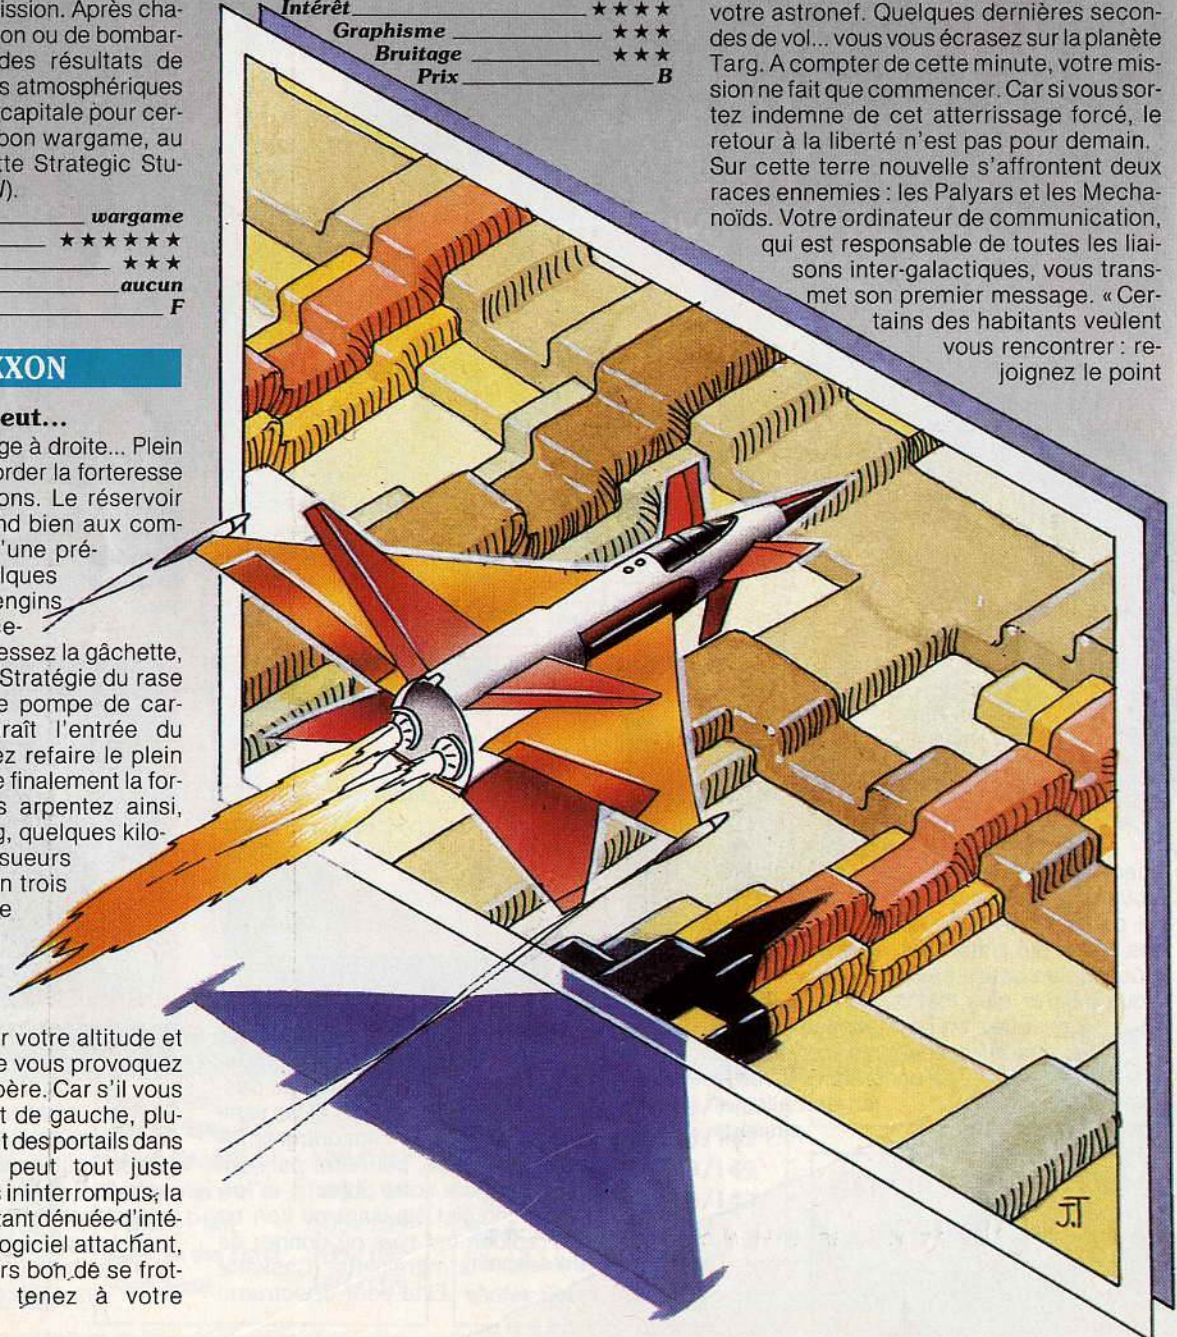 ission. Après cha-
on ou de bombar-
des résultats de
s atmosphériques
capitale pour cer-
bon wargame, au
tte Strategic Stu-
wargame
★★★★★★
★★★
aucun
F
XXON
eut...
ge à droite... Plein
order la forteresse
ons. Le réservoir
nd bien aux com-
'une pré-
lques
engins
ce-
essez la gâchette,
Stratégie du rase
e pompe de car-
raît l'entrée du
ez refaire le plein
e finalement la for-
s arpentez ainsi,
g, quelques kilo-
sueurs
n trois
e
r votre altitude et
e vous provoquez
père. Car s'il vous
t de gauche, plu-
t des portails dans
peut tout juste
s ininterrompus, la
tant dénuée d'inté-
ogiciel attachant,
rs bon de se frot-
tenez à votre
Intérêt ★★★★
Graphisme ★★★
Bruitage ★★★
Prix B
votre astronef. Quelques dernières secon-
des de vol... vous vous écrasez sur la planète
Targ. A compter de cette minute, votre mis-
sion ne fait que commencer. Car si vous sor-
tez indemne de cet atterrissage forcé, le
retour à la liberté n'est pas pour demain.
Sur cette terre nouvelle s'affrontent deux
races ennemies : les Palyars et les Mecha-
noïds. Votre ordinateur de communication,
qui est responsable de toutes les liai-
sons inter-galactiques, vous trans-
met son premier message. « Cer-
tains des habitants veulent
vous rencontrer : re-
joignez le point
J.T